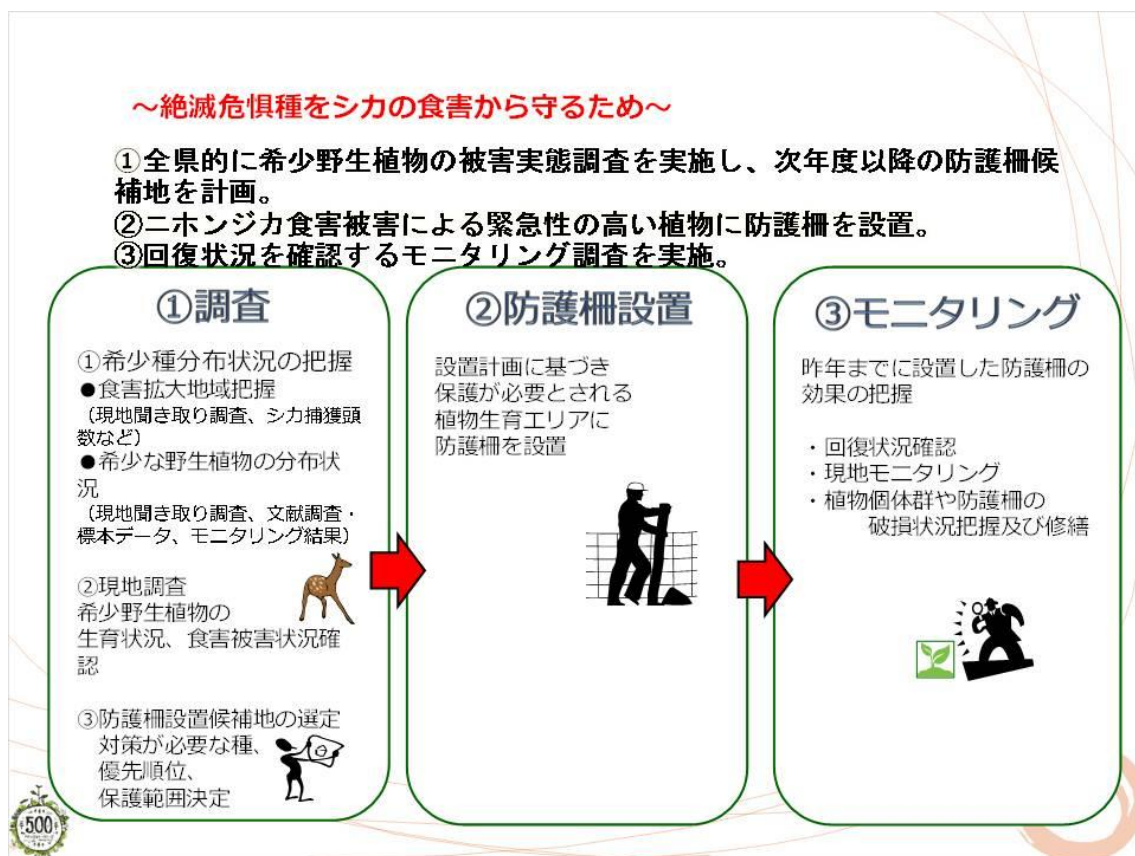 ～絶滅危惧種をシカの食害から守るため～
①全県的に希少野生植物の被害実態調査を実施し、次年度以降の防護柵候
補地を計画。
②ニホンジカ食害被害による緊急性の高い植物に防護柵を設置。
③回復状況を確認するモニタリング調査を実施。
①調査
①希少種分布状況の把握
●食害拡大地域把握
（現地聞き取り調査、シカ捕獲頭
数など）
●希少な野生植物の分布状
況
（現地聞き取り調査、文献調査・
標本データ、モニタリング結果）
②現地調査
希少野生植物の
生育状況、食害被害状況確
認
③防護柵設置候補地の選定
対策が必要な種、
優先順位、
保護範囲決定
②防護柵設置
設置計画に基づき
保護が必要とされる
植物生育エリアに
防護柵を設置
③モニタリング
昨年までに設置した防護柵の
効果の把握
・回復状況確認
・現地モニタリング
・植物個体群や防護柵の
破損状況把握及び修繕
500